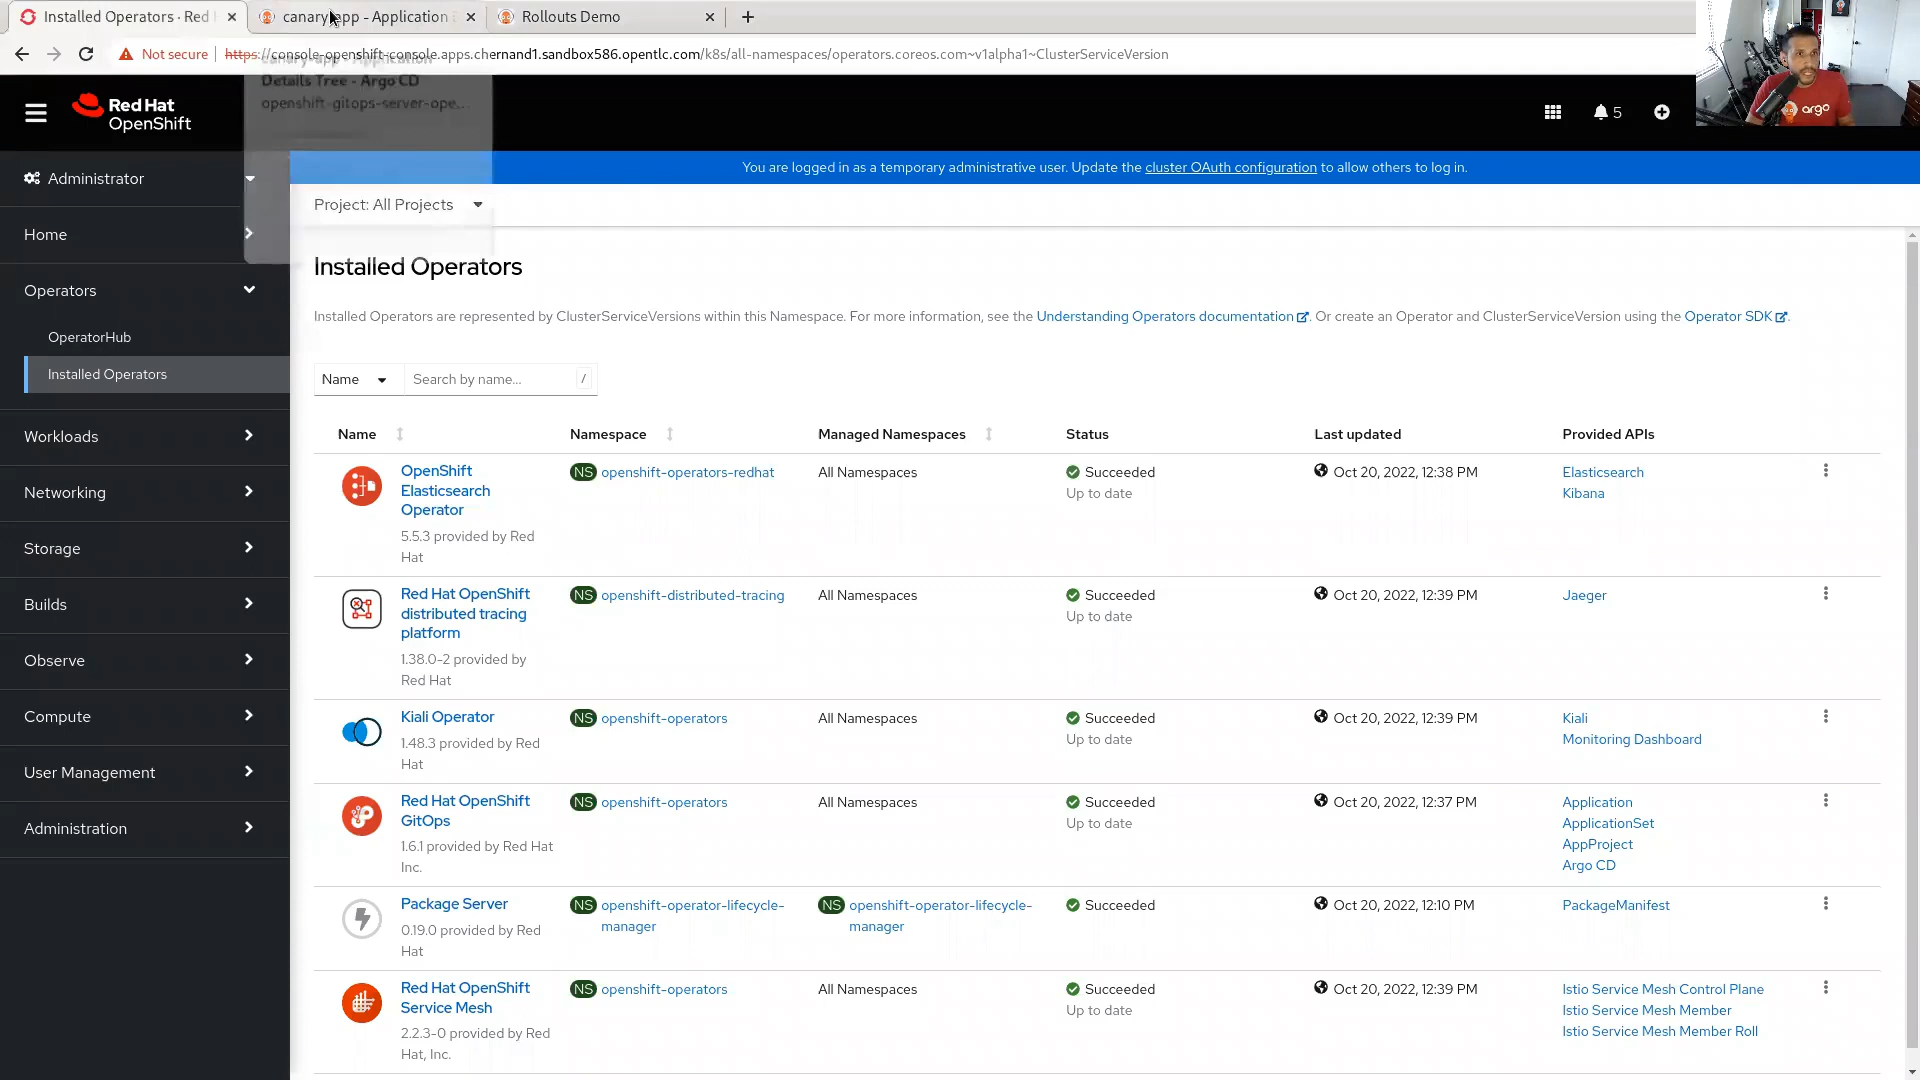 Installed Operators · Red H
canary-app - Application
Rollouts Demo
Not secure
https://console-openshift-console.apps.chernand1.sandbox586.opentlc.com/k8s/all-namespaces/operators.coreos.com~v1alpha1~ClusterServiceVersion
canary-app - Application
Details Tree - Argo CD
openshift-gitops-server-ope...
Red Hat
OpenShift
5
argo
You are logged in as a temporary administrative user. Update the cluster OAuth configuration to allow others to log in.
Administrator
Home
Operators
OperatorHub
Installed Operators
Workloads
Networking
Storage
Builds
Observe
Compute
User Management
Administration
Project: All Projects
Installed Operators
Installed Operators are represented by ClusterServiceVersions within this Namespace. For more information, see the Understanding Operators documentation. Or create an Operator and ClusterServiceVersion using the Operator SDK.
Name
Search by name...
/
Name
Namespace
Managed Namespaces
Status
Last updated
Provided APIs
OpenShift
Elasticsearch
Operator
5.5.3 provided by Red
Hat
NS openshift-operators-redhat
All Namespaces
Succeeded
Up to date
Oct 20, 2022, 12:38 PM
Elasticsearch
Kibana
Red Hat OpenShift
distributed tracing
platform
1.38.0-2 provided by
Red Hat
NS openshift-distributed-tracing
All Namespaces
Succeeded
Up to date
Oct 20, 2022, 12:39 PM
Jaeger
Kiali Operator
1.48.3 provided by Red
Hat
NS openshift-operators
All Namespaces
Succeeded
Up to date
Oct 20, 2022, 12:39 PM
Kiali
Monitoring Dashboard
Red Hat OpenShift
GitOps
1.6.1 provided by Red Hat
Inc.
NS openshift-operators
All Namespaces
Succeeded
Up to date
Oct 20, 2022, 12:37 PM
Application
ApplicationSet
AppProject
Argo CD
Package Server
0.19.0 provided by Red
Hat
NS openshift-operator-lifecycle-
manager
NS openshift-operator-lifecycle-
manager
Succeeded
Oct 20, 2022, 12:10 PM
PackageManifest
Red Hat OpenShift
Service Mesh
2.2.3-0 provided by Red
Hat, Inc.
NS openshift-operators
All Namespaces
Succeeded
Up to date
Oct 20, 2022, 12:39 PM
Istio Service Mesh Control Plane
Istio Service Mesh Member
Istio Service Mesh Member Roll